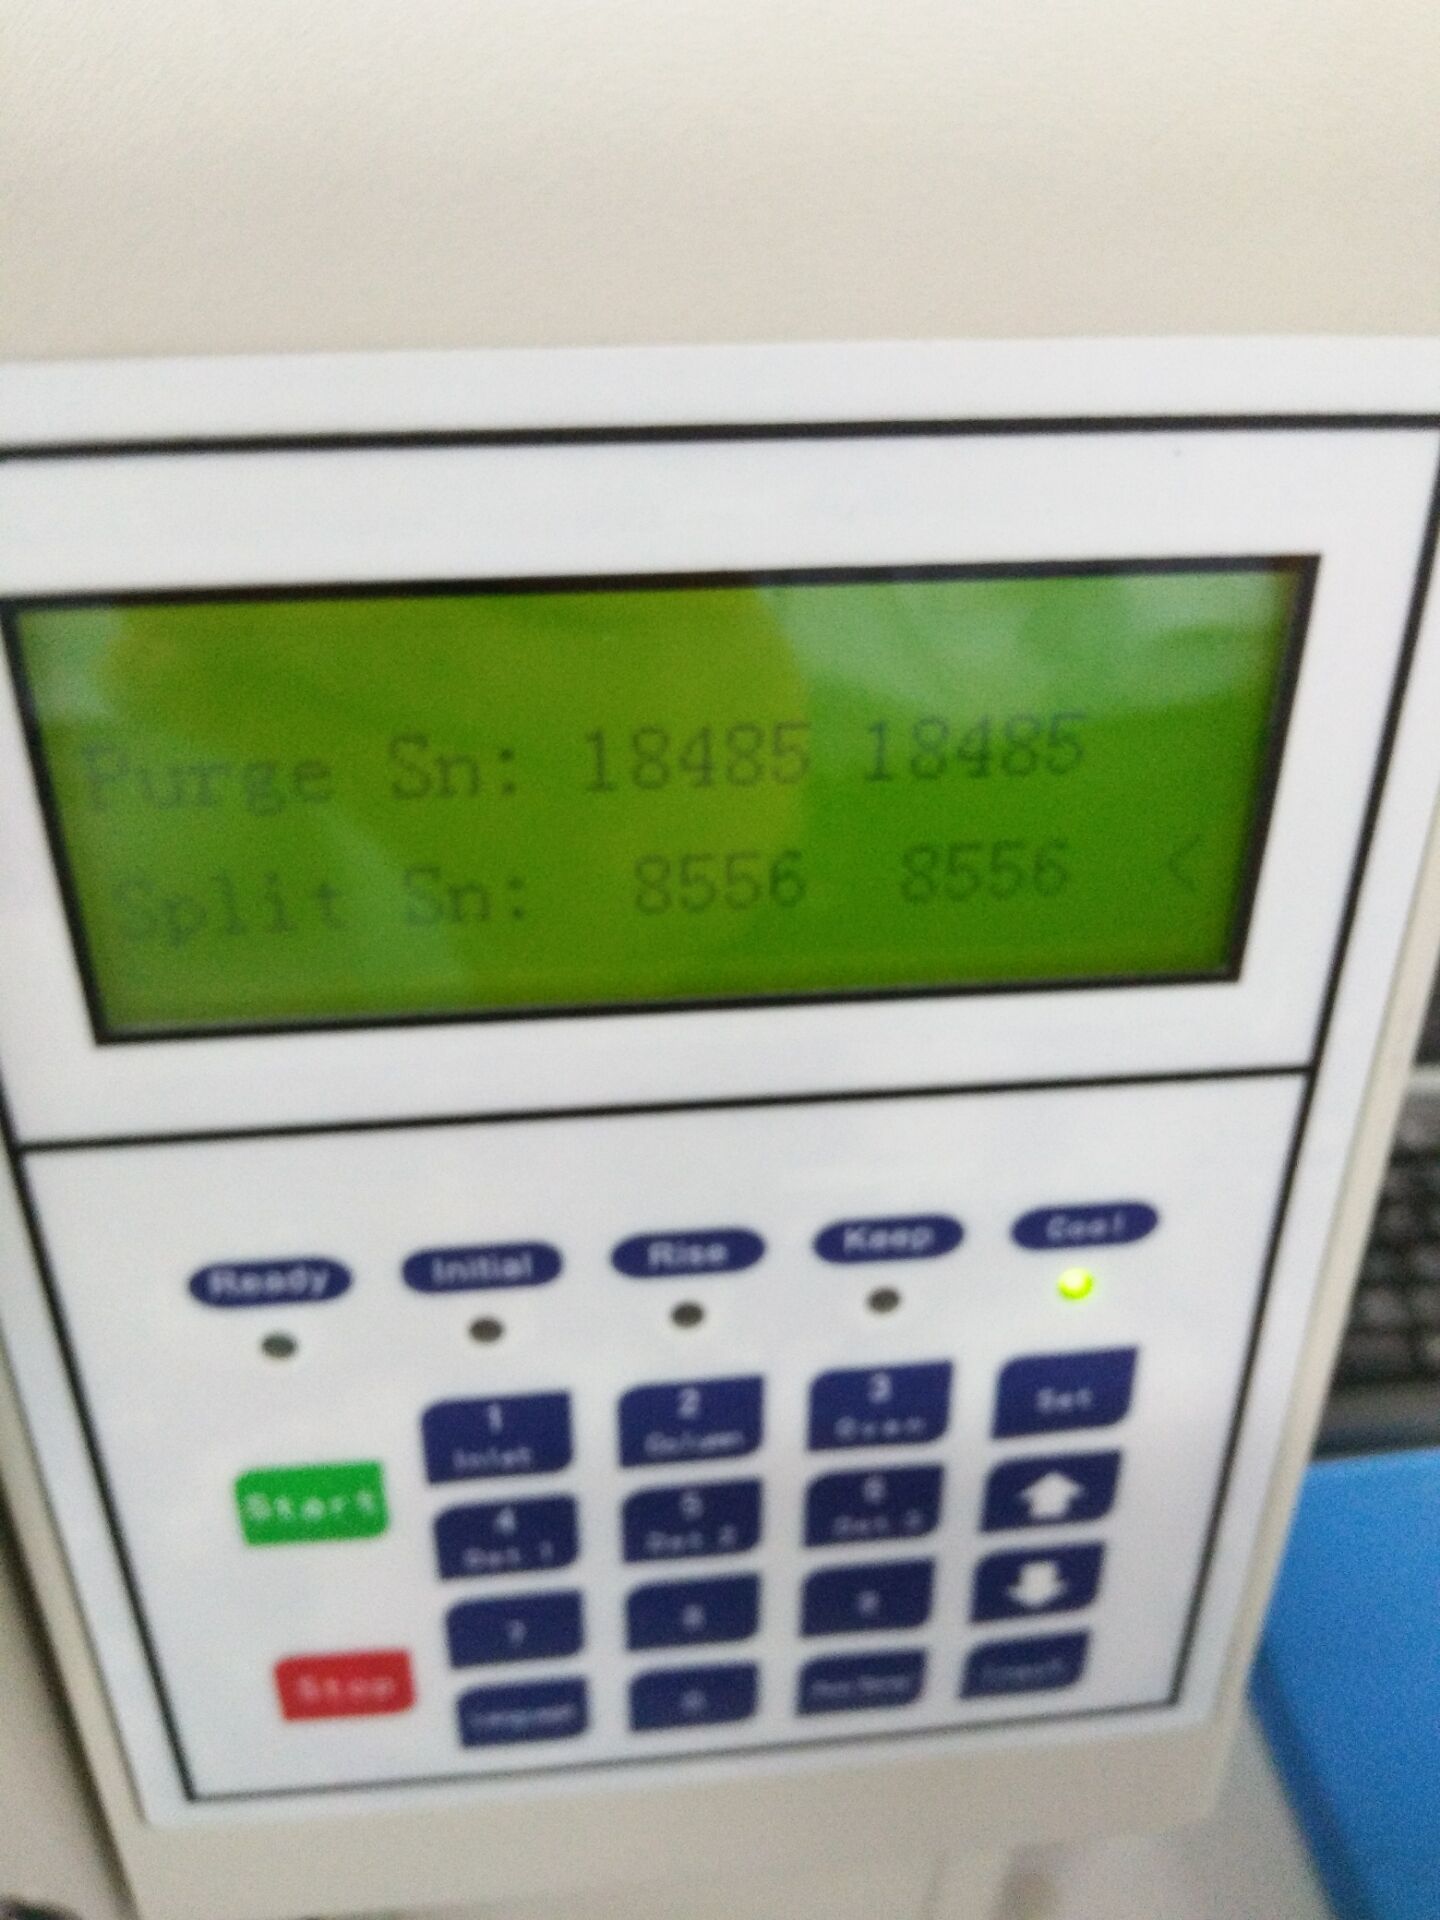 Purge Sn: 18485 18485
Split Sn: 8556 8556 <
Ready Initial Rise Keep Cool
1 2 3
Inlet Column Oven Set
Start
4 5 6
Det.1 Det.2 Det.3
7 8 9
Stop
Language 0